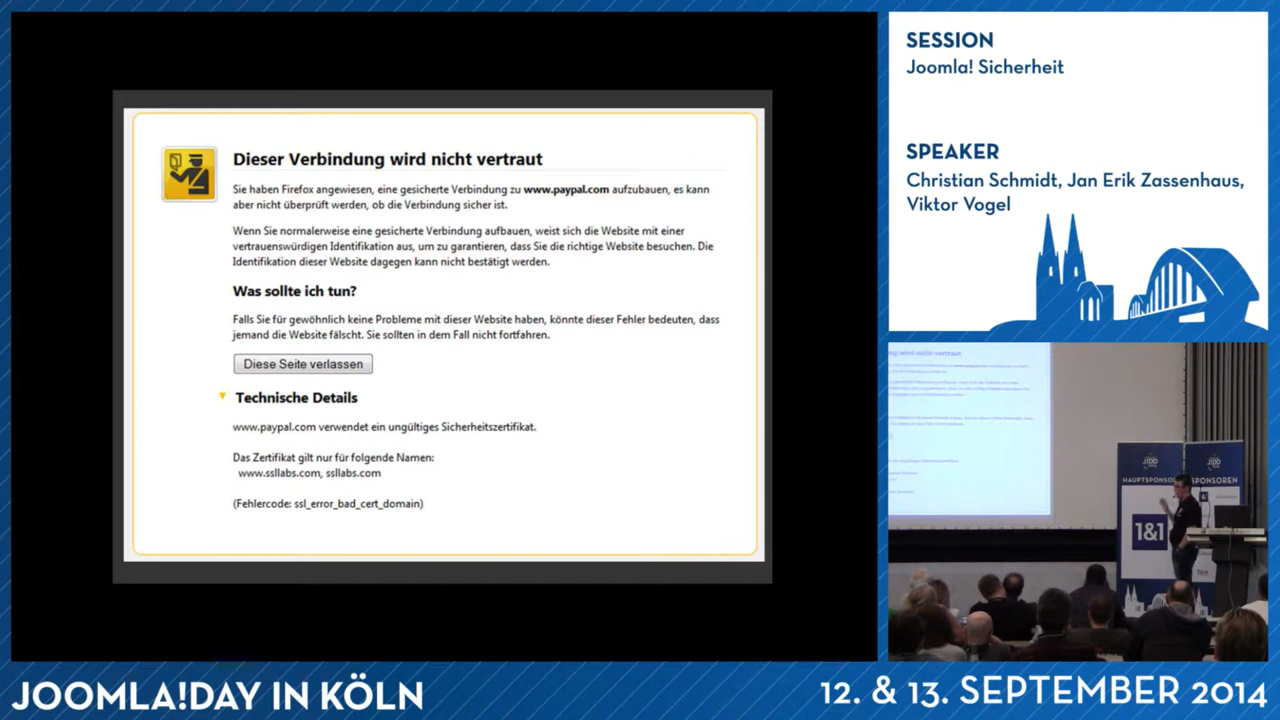 Dieser Verbindung wird nicht vertraut
Sie haben Firefox angewiesen, eine gesicherte Verbindung zu www.paypal.com aufzubauen, es kann
aber nicht überprüft werden, ob die Verbindung sicher ist.
Wenn Sie normalerweise eine gesicherte Verbindung aufbauen, weist sich die Website mit einer
vertrauenswürdigen Identifikation aus, um zu garantieren, dass Sie die richtige Website besuchen. Die
Identifikation dieser Website dagegen kann nicht bestätigt werden.
Was sollte ich tun?
Falls Sie für gewöhnlich keine Probleme mit dieser Website haben, könnte dieser Fehler bedeuten, dass
jemand die Website fälscht. Sie sollten in dem Fall nicht fortfahren.
Diese Seite verlassen
Technische Details
www.paypal.com verwendet ein ungültiges Sicherheitszertifikat.
Das Zertifikat gilt nur für folgende Namen:
www.ssllabs.com, ssllabs.com
(Fehlercode: ssl_error_bad_cert_domain)
SESSION
Joomla! Sicherheit
SPEAKER
Christian Schmidt, Jan Erik Zassenhaus,
Viktor Vogel
wird nicht vertraut
HAUPTSPONSO
SPONSOREN
1&1
JOOMLA!DAY IN KÖLN
12. & 13. SEPTEMBER 2014